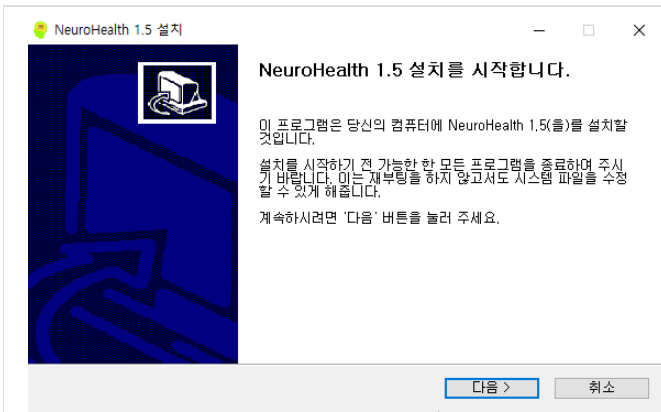 NeuroHealth 1.5 설치
NeuroHealth 1.5 설치를 시작합니다.
이 프로그램은 당신의 컴퓨터에 NeuroHealth 1.5(을)를 설치할
것입니다.
설치를 시작하기 전 가능한 한 모든 프로그램을 종료하여 주시
기 바랍니다. 이는 재부팅을 하지 않고서도 시스템 파일을 수정
할 수 있게 해줍니다.
계속하시려면 '다음' 버튼을 눌러 주세요.
다음 >
취소